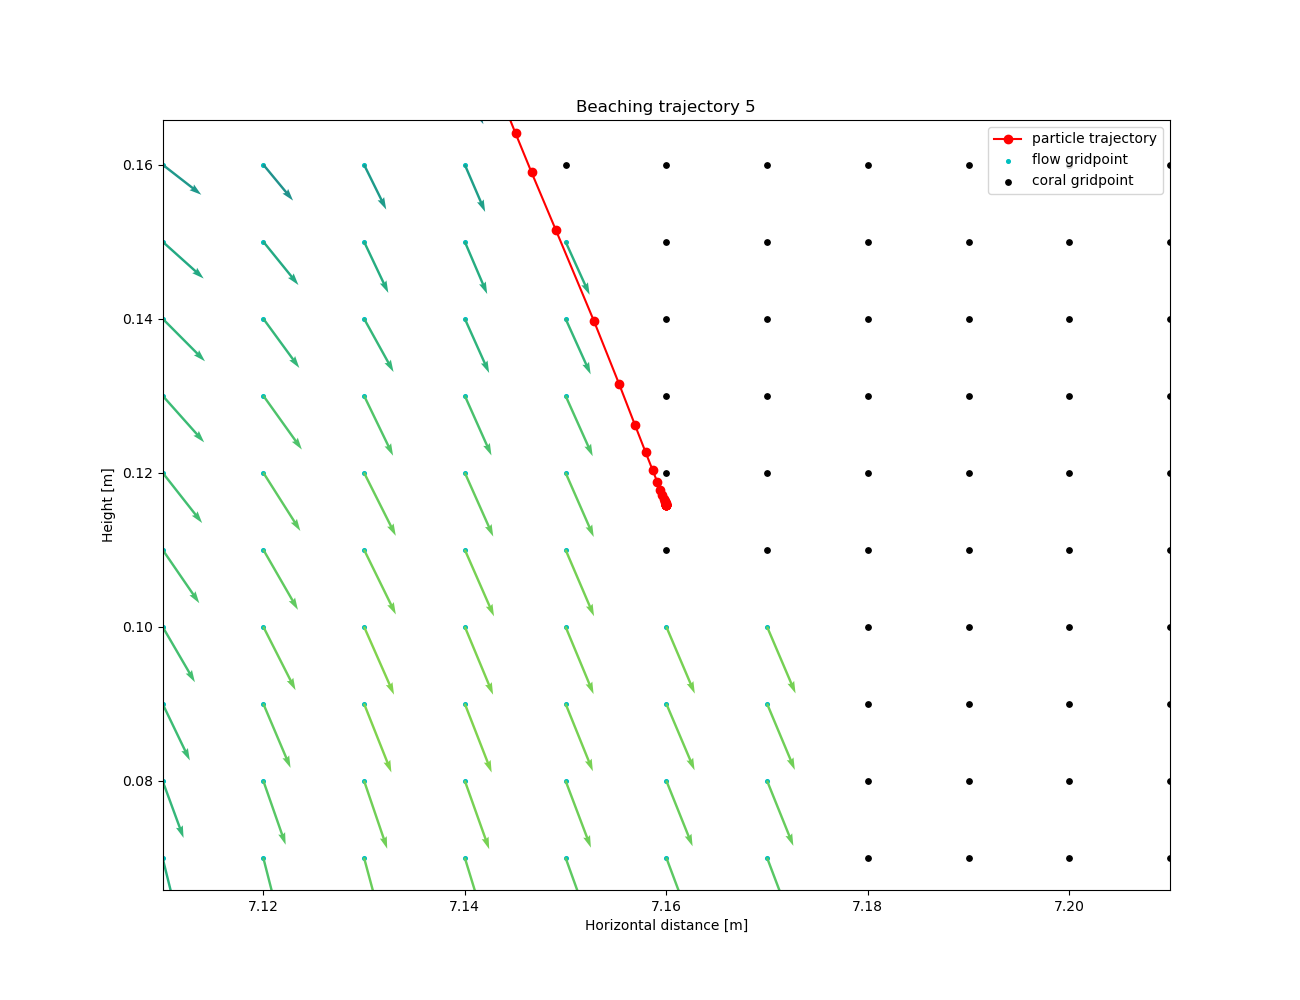 Beaching trajectory 5
particle trajectory
flow gridpoint
coral gridpoint
0.16
0.14
0.12
0.10
0.08
Height [m]
7.12 7.14 7.16 7.18 7.20
Horizontal distance [m]